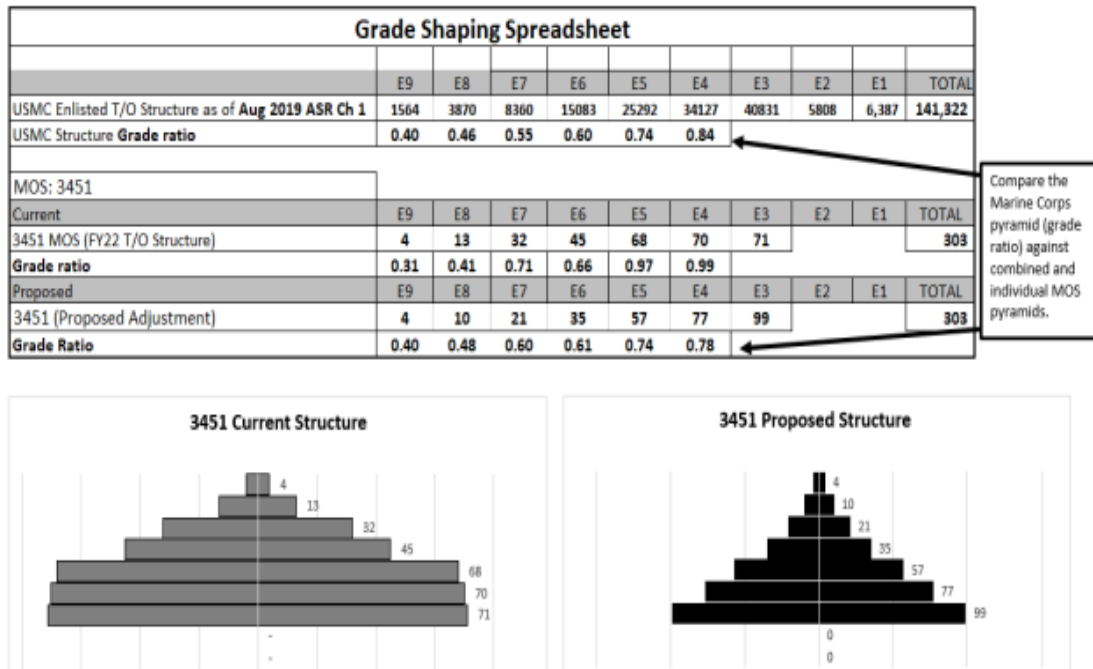 Grade Shaping Spreadsheet
E9 E8 E7 E6 E5 E4 E3 E2 E1 TOTAL
USMC Enlisted T/O Structure as of Aug 2019 ASR Ch 1 1564 3870 8360 15083 25292 34127 40831 5808 6,387 141,322
USMC Structure Grade ratio 0.40 0.46 0.55 0.60 0.74 0.84
MOS: 3451
Current E9 E8 E7 E6 E5 E4 E3 E2 E1 TOTAL
3451 MOS (FY22 T/O Structure) 4 13 32 45 68 70 71 303
Grade ratio 0.31 0.41 0.71 0.66 0.97 0.99
Proposed E9 E8 E7 E6 E5 E4 E3 E2 E1 TOTAL
3451 (Proposed Adjustment) 4 10 21 35 57 77 99 303
Grade Ratio 0.40 0.48 0.60 0.61 0.74 0.78
Compare the
Marine Corps
pyramid (grade
ratio) against
combined and
individual MOS
pyramids.
3451 Current Structure
4
13
32
45
68
70
71
-
-
3451 Proposed Structure
4
10
21
35
57
77
99
0
0